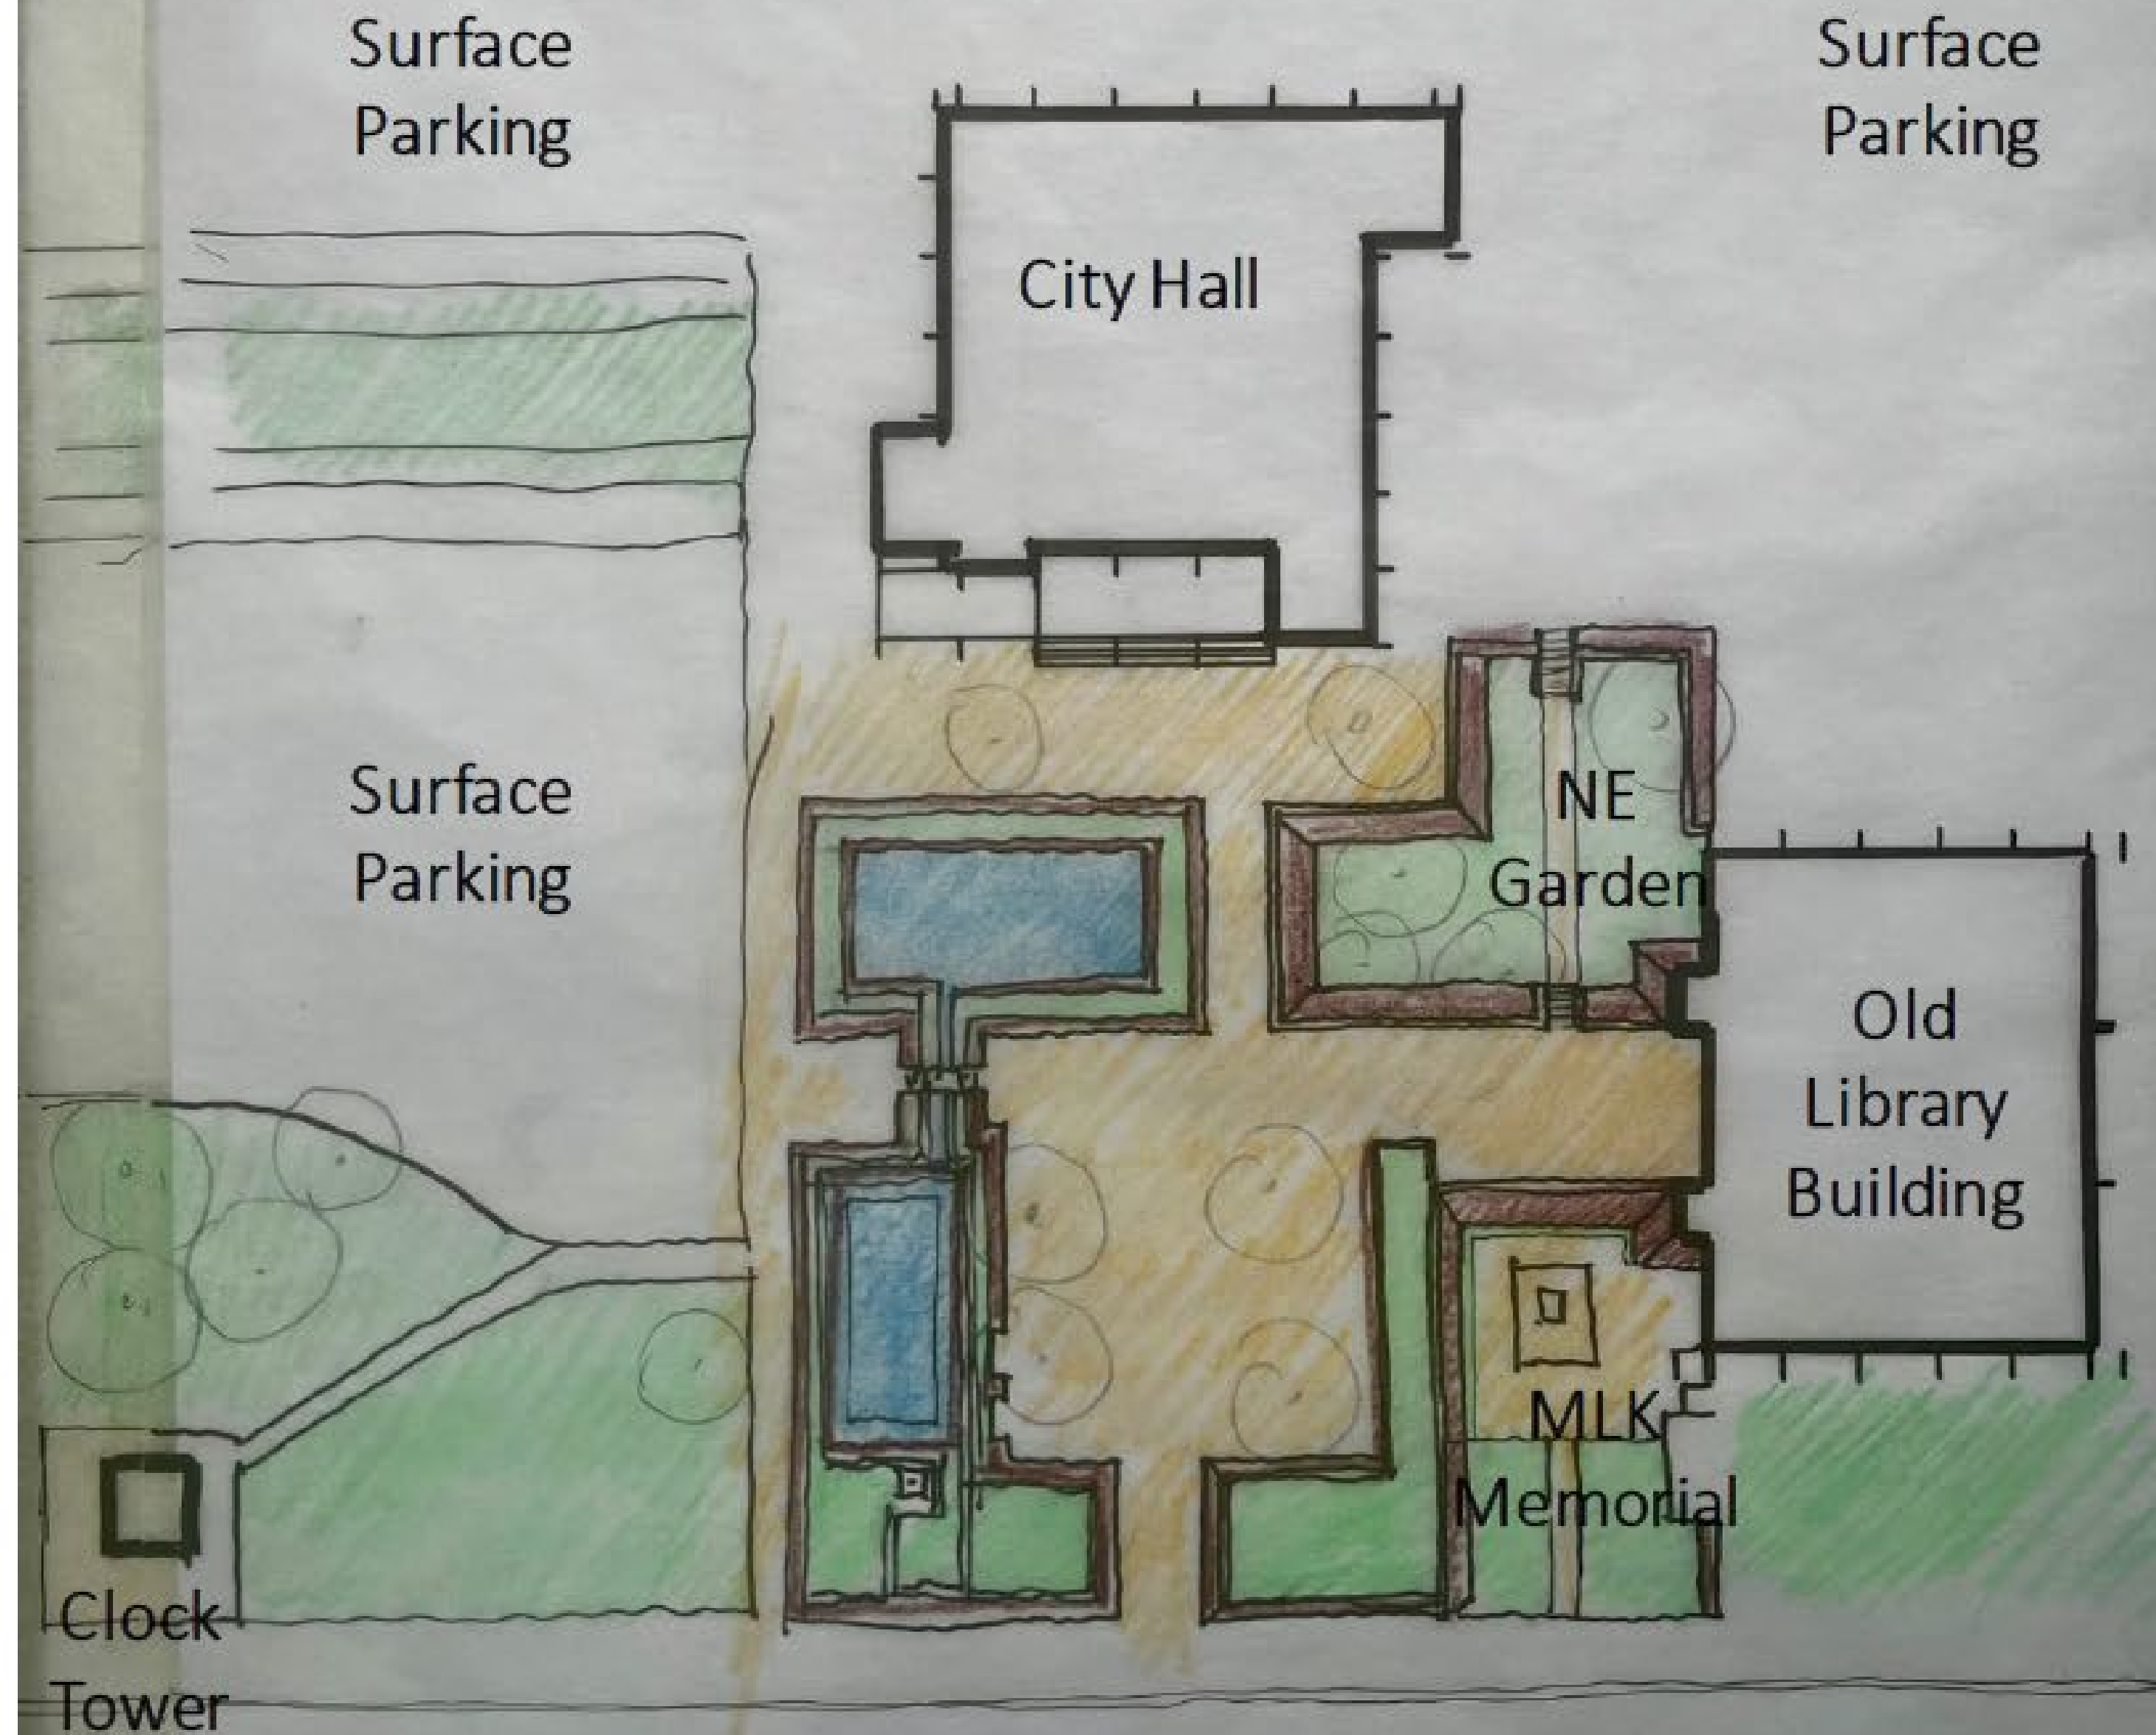 Surface
Parking
Surface
Parking
City Hall
Surface
Parking
NE
Garden
Old
Library
Building
MLK
Memorial
Clock
Tower